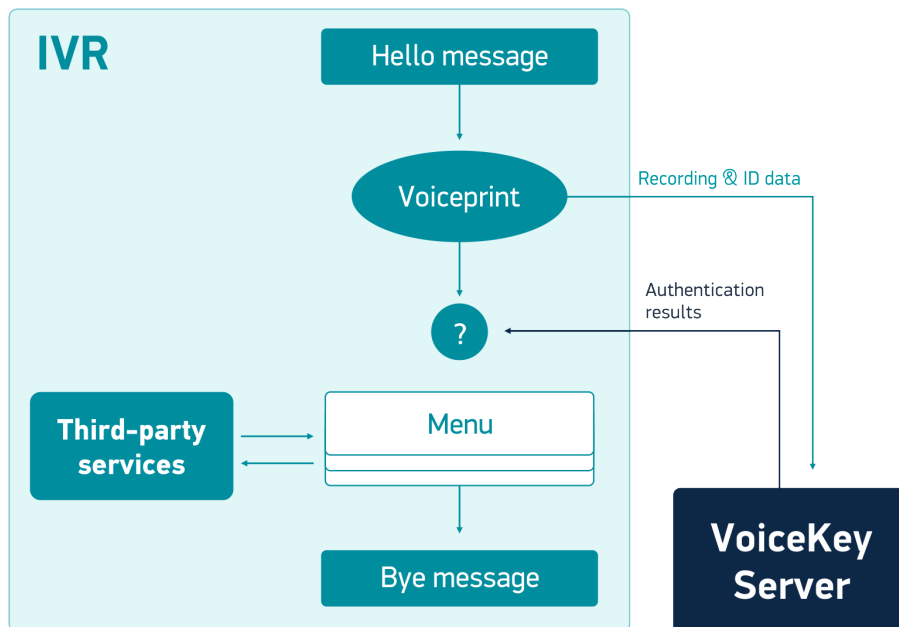 IVR
Hello message
Voiceprint
Recording & ID data
Authentication
results
?
Third-party
services
Menu
Bye message
VoiceKey
Server